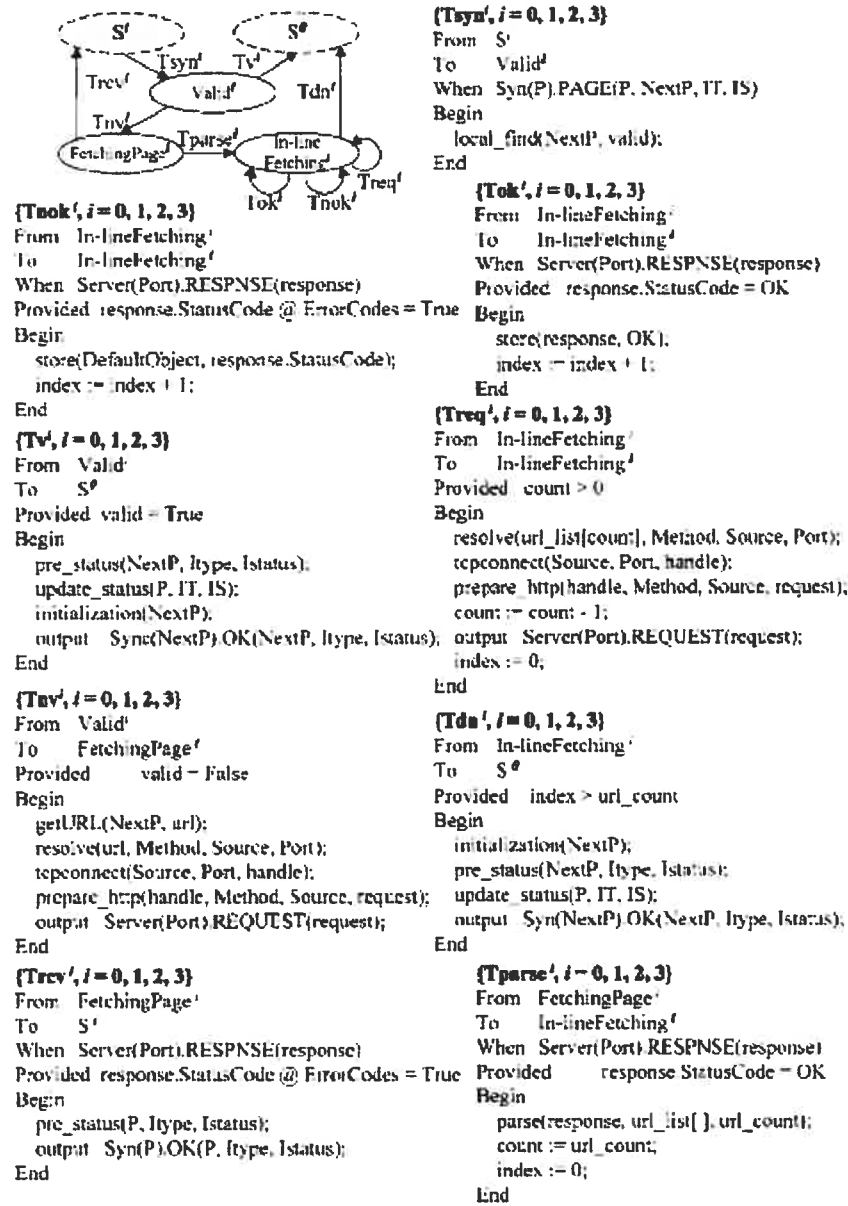 S^i S^0
Tsyn^i Tv^i
Trcv^i Valid^i Tdn^i
Tnv^i
Tparse^i In-line
FetchingPage^i Fetching^i
Treq^i
Tok^i Tnok^i
{Tnok^i, i = 0, 1, 2, 3}
From In-lineFetching^i
To In-lineFetching^i
When Server(Port).RESPNSE(response)
Provided response.StatusCode @ ErrorCodes = True
Begin
store(DefaultObject, response.StatusCode);
index := index + 1;
End
{Tv^i, i = 0, 1, 2, 3}
From Valid^i
To S^0
Provided valid = True
Begin
pre_status(NextP, Itype, Istatus);
update_status(P, IT, IS);
initialization(NextP);
output Sync(NextP).OK(NextP, Itype, Istatus);
End
{Tnv^i, i = 0, 1, 2, 3}
From Valid^i
To FetchingPage^i
Provided valid = False
Begin
getURL(NextP, url);
resolve(url, Method, Source, Port);
tcpconnect(Source, Port, handle);
prepare_http(handle, Method, Source, request);
output Server(Port).REQUEST(request);
End
{Trcv^i, i = 0, 1, 2, 3}
From FetchingPage^i
To S^i
When Server(Port).RESPNSE(response)
Provided response.StatusCode @ ErrorCodes = True
Begin
pre_status(P, Itype, Istatus);
output Syn(P).OK(P, Itype, Istatus);
End
{Tsyn^i, i = 0, 1, 2, 3}
From S^i
To Valid^i
When Syn(P).PAGE(P, NextP, IT, IS)
Begin
local_find(NextP, valid);
End
{Tok^i, i = 0, 1, 2, 3}
From In-lineFetching^i
To In-lineFetching^i
When Server(Port).RESPNSE(response)
Provided response.StatusCode = OK
Begin
store(response, OK);
index := index + 1;
End
{Treq^i, i = 0, 1, 2, 3}
From In-lineFetching^i
To In-lineFetching^i
Provided count > 0
Begin
resolve(url_list[count], Method, Source, Port);
tcpconnect(Source, Port, handle);
prepare_http(handle, Method, Source, request);
count := count - 1;
output Server(Port).REQUEST(request);
index := 0;
End
{Tdn^i, i = 0, 1, 2, 3}
From In-lineFetching^i
To S^0
Provided index > url_count
Begin
initialization(NextP);
pre_status(NextP, Itype, Istatus);
update_status(P, IT, IS);
output Syn(NextP).OK(NextP, Itype, Istatus);
End
{Tparse^i, i = 0, 1, 2, 3}
From FetchingPage^i
To In-lineFetching^i
When Server(Port).RESPNSE(response)
Provided response.StatusCode = OK
Begin
parse(response, url_list[ ], url_count);
count := url_count;
index := 0;
End